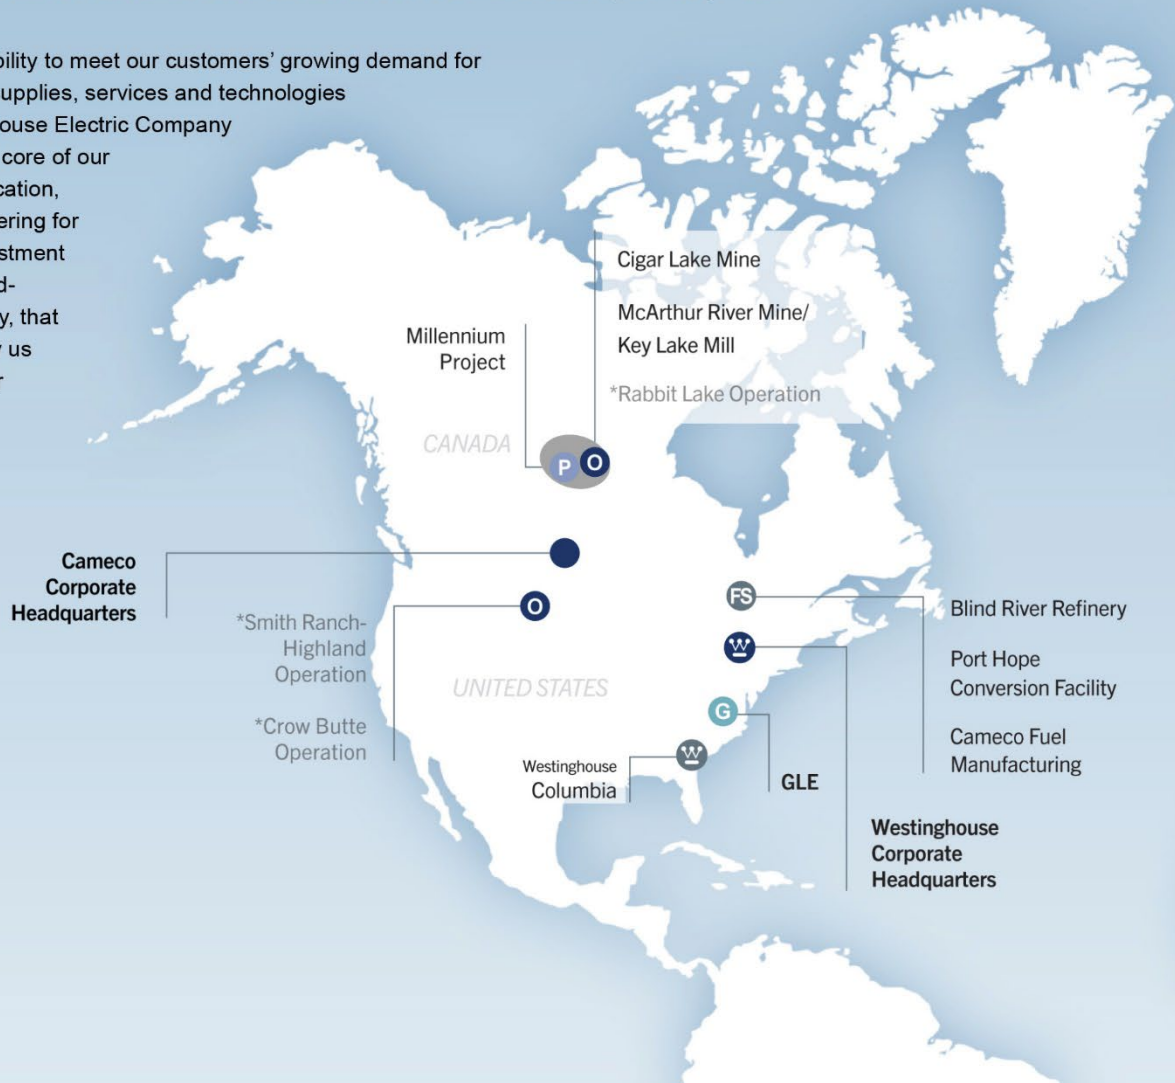 bility to meet our customers’ growing demand for
upplies, services and technologies
ouse Electric Company
core of our
cation,
ering for
stment
d-
y, that
us
Cigar Lake Mine
McArthur River Mine/
Key Lake Mill
*Rabbit Lake Operation
Millennium
Project
CANADA
P
O
Cameco
Corporate
Headquarters
O
*Smith Ranch-
Highland
Operation
*Crow Butte
Operation
UNITED STATES
FS
Blind River Refinery
Port Hope
Conversion Facility
Cameco Fuel
Manufacturing
W
G
GLE
W
Westinghouse
Columbia
Westinghouse
Corporate
Headquarters